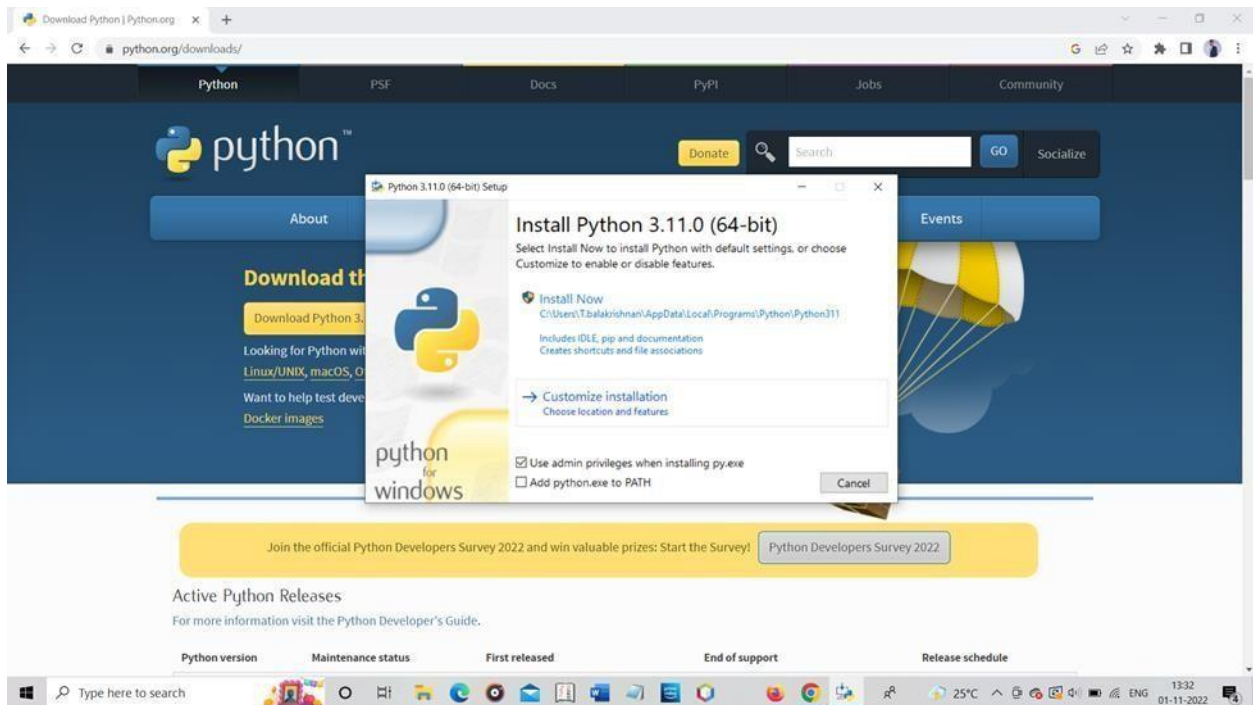 Download Python | Python.org
python.org/downloads/
Python PSF Docs PyPI Jobs Community
python™
Donate Search GO Socialize
About Events
Python 3.11.0 (64-bit) Setup
Install Python 3.11.0 (64-bit)
Select Install Now to install Python with default settings, or choose
Customize to enable or disable features.
Install Now
C:\Users\T.balakrishnan\AppData\Local\Programs\Python\Python311
Includes IDLE, pip and documentation
Creates shortcuts and file associations
Customize installation
Choose location and features
Use admin privileges when installing py.exe
Add python.exe to PATH
Cancel
python
for
windows
Download th
Download Python 3.
Looking for Python wit
Linux/UNIX, macOS, O
Want to help test deve
Docker images
Join the official Python Developers Survey 2022 and win valuable prizes: Start the Survey! Python Developers Survey 2022
Active Python Releases
For more information visit the Python Developer's Guide.
Python version Maintenance status First released End of support Release schedule
Type here to search
25°C ENG 13:32
01-11-2022
4